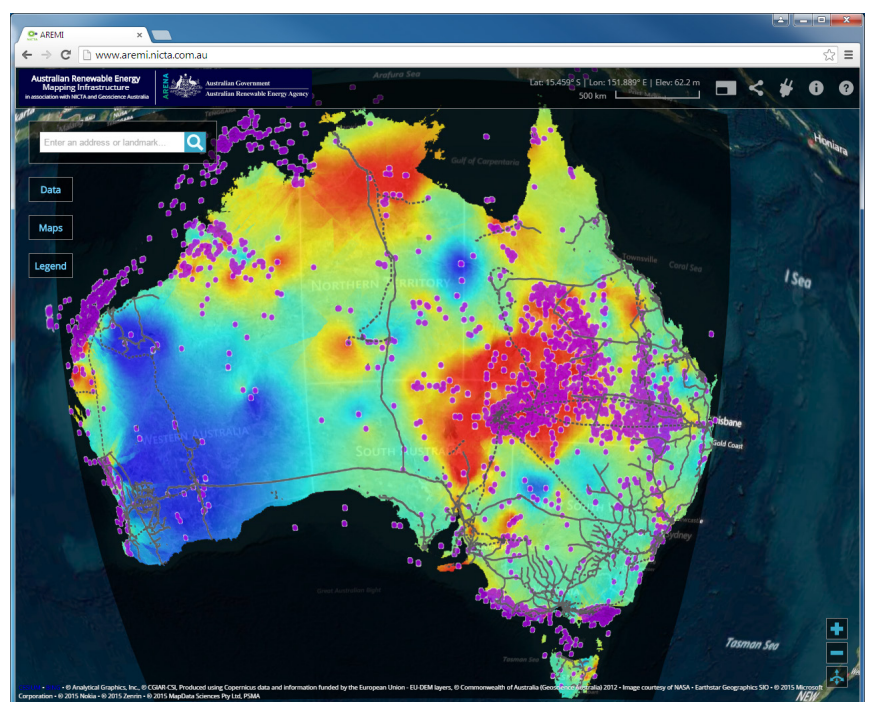 AREMI
www.aremi.nicta.com.au
Australian Renewable Energy
Mapping Infrastructure
in association with NICTA and Geoscience Australia
ARENA
Australian Government
Australian Renewable Energy Agency
Arafura Sea
Lat: 15.459° S | Lon: 151.889° E | Elev: 62.2 m
500 km
Enter an address or landmark...
Honiara
Gulf of Carpentaria
Data
Maps
Legend
Townsville
Coral Sea
NORTHERN TERRITORY
WESTERN AUSTRALIA
SOUTH AUSTRALIA
Brisbane
Gold Coast
Sydney
Great Australian Bight
Tasman Sea
Tasman Sea
• © Analytical Graphics, Inc., © CGIAR-CSI, Produced using Copernicus data and information funded by the European Union - EU-DEM layers, © Commonwealth of Australia (Geoscience Australia) 2012 • Image courtesy of NASA • Earthstar Geographics SIO • © 2015 Microsoft
Corporation • © 2015 Nokia • © 2015 Zenrin • © 2015 MapData Sciences Pty Ltd, PSMA
NEW